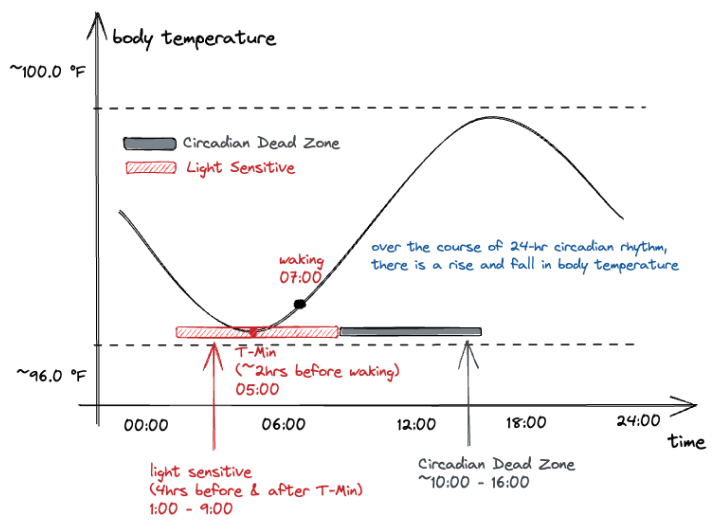 body temperature
~100.0 °F
Circadian Dead Zone
Light Sensitive
waking
07:00
over the course of 24-hr circadian rhythm,
there is a rise and fall in body temperature
T-Min
(~2hrs before waking)
05:00
~96.0 °F
00:00
06:00
12:00
18:00
24:00
time
light sensitive
(4hrs before & after T-Min)
1:00 - 9:00
Circadian Dead Zone
~10:00 - 16:00